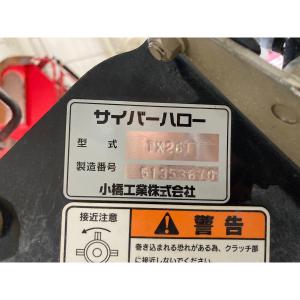 サイバーハロー
型式
製造番号
小橋工業株式会社
接近注意
警告
巻き込まれる恐れがある為、クラッチ部
に接近しないでください。